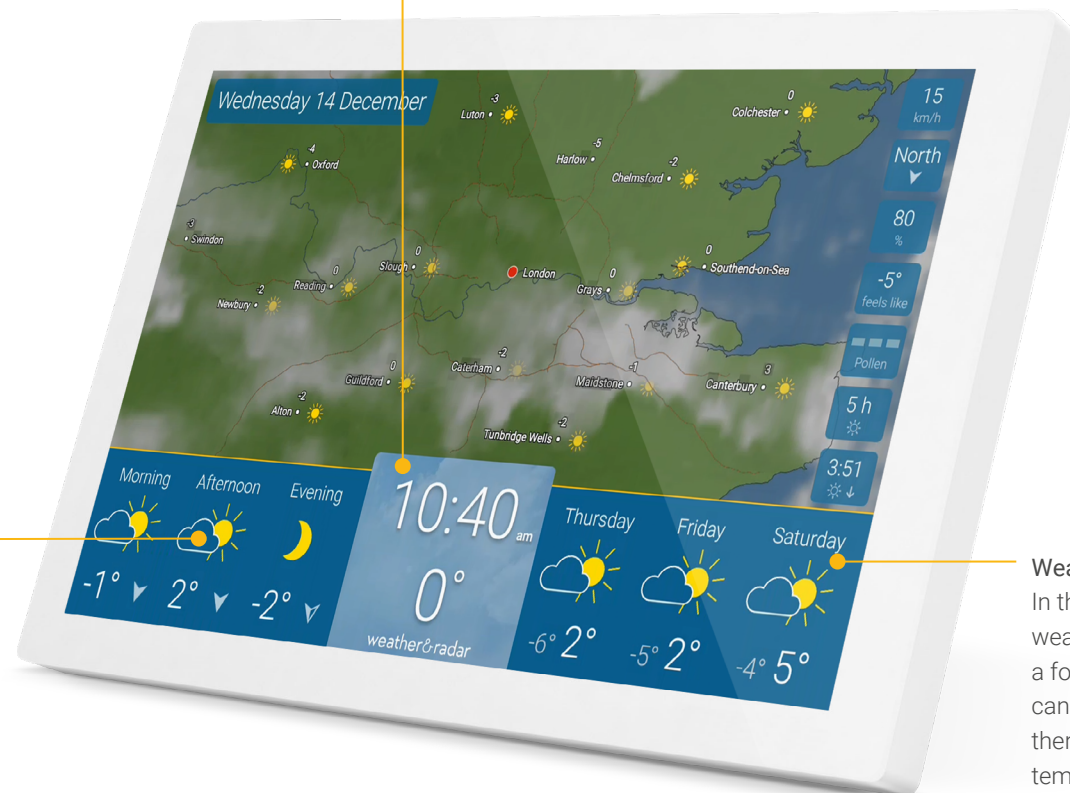 Wednesday 14 December
-3
Luton
0
Colchester
15
km/h
-4
Oxford
-5
Harlow
-2
Chelmsford
North
-3
Swindon
80
%
0
Slough
London
0
Grays
0
Southend-on-Sea
0
Reading
-2
Newbury
-5°
feels like
Pollen
0
Guildford
-2
Caterham
-1
Maidstone
3
Canterbury
-2
Alton
-2
Tunbridge Wells
5 h
3:51
Morning
Afternoon
Evening
10:40 am
Thursday
Friday
Saturday
-1°
2°
-2°
0°
-6° 2°
-5° 2°
-4° 5°
weather&radar
Wea
In th
wea
a fo
can
ther
tem